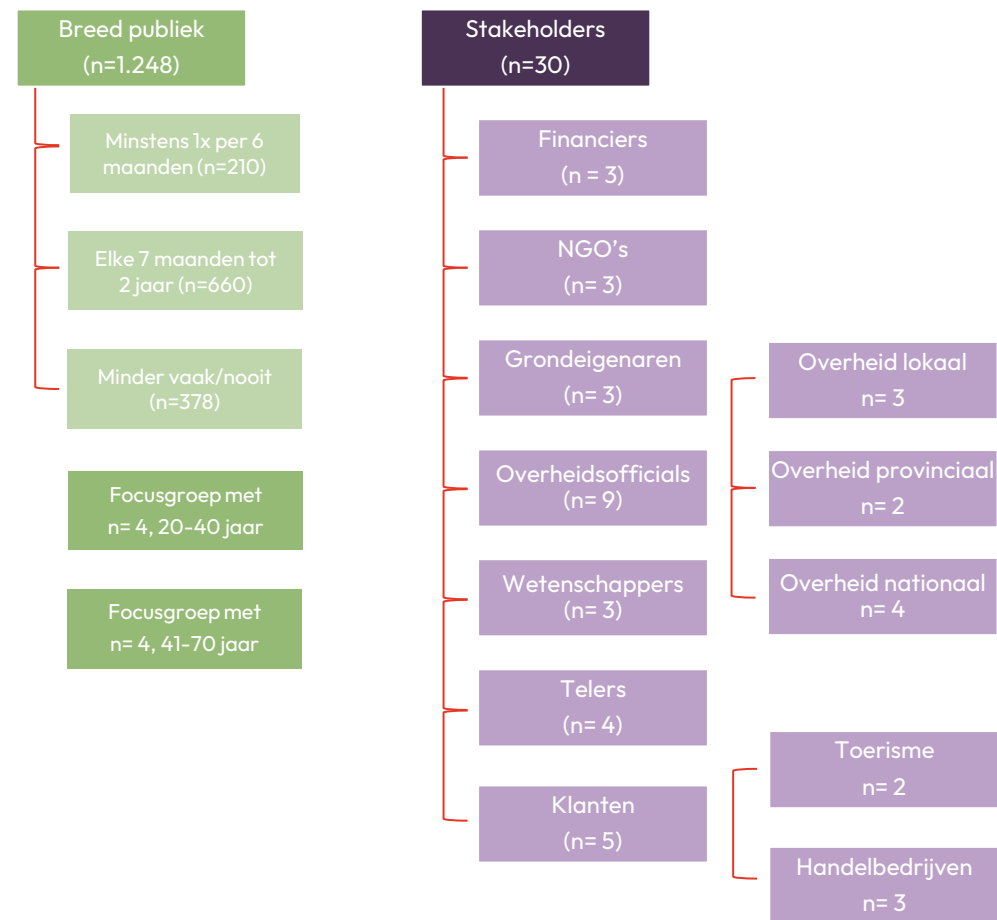 Breed publiek
(n=1.248)
Minstens 1x per 6
maanden (n=210)
Elke 7 maanden tot
2 jaar (n=660)
Minder vaak/nooit
(n=378)
Focusgroep met
n= 4, 20-40 jaar
Focusgroep met
n= 4, 41-70 jaar
Stakeholders
(n=30)
Financiers
(n = 3)
NGO's
(n= 3)
Grondeigenaren
(n= 3)
Overheidsofficials
(n= 9)
Overheid lokaal
n= 3
Overheid provinciaal
n= 2
Overheid nationaal
n= 4
Wetenschappers
(n= 3)
Telers
(n= 4)
Klanten
(n= 5)
Toerisme
n= 2
Handelbedrijven
n= 3